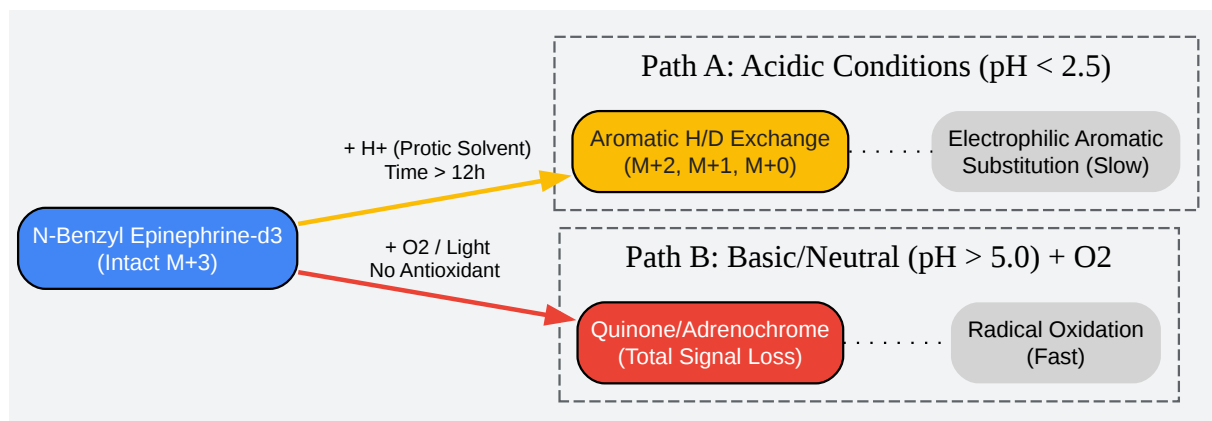 Path A: Acidic Conditions (pH < 2.5)
Aromatic H/D Exchange
(M+2, M+1, M+0)
Electrophilic Aromatic
Substitution (Slow)
+ H+ (Protic Solvent)
Time > 12h
N-Benzyl Epinephrine-d3
(Intact M+3)
+ O2 / Light
No Antioxidant
Path B: Basic/Neutral (pH > 5.0) + O2
Quinone/Adrenochrome
(Total Signal Loss)
Radical Oxidation
(Fast)